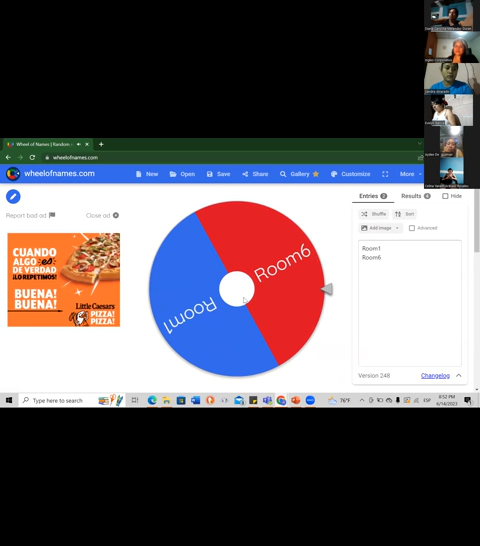 Wheel of Names | Random
wheelofnames.com
wheelofnames.com
New
Open
Save
Share
Gallery
Customize
More
Report bad ad
Close ad
CUANDO
ALGO ES
DE VERDAD
¡LO REPETIMOS!
BUENA!
BUENA!
Little Caesars
PIZZA!
PIZZA!
Room6
Room1
Entries 2
Results 0
Hide
Shuffle
Sort
Add image
Advanced
Room1
Room6
Version 248
Changelog
Type here to search
76°F
ESP
8:52 PM
6/14/2023